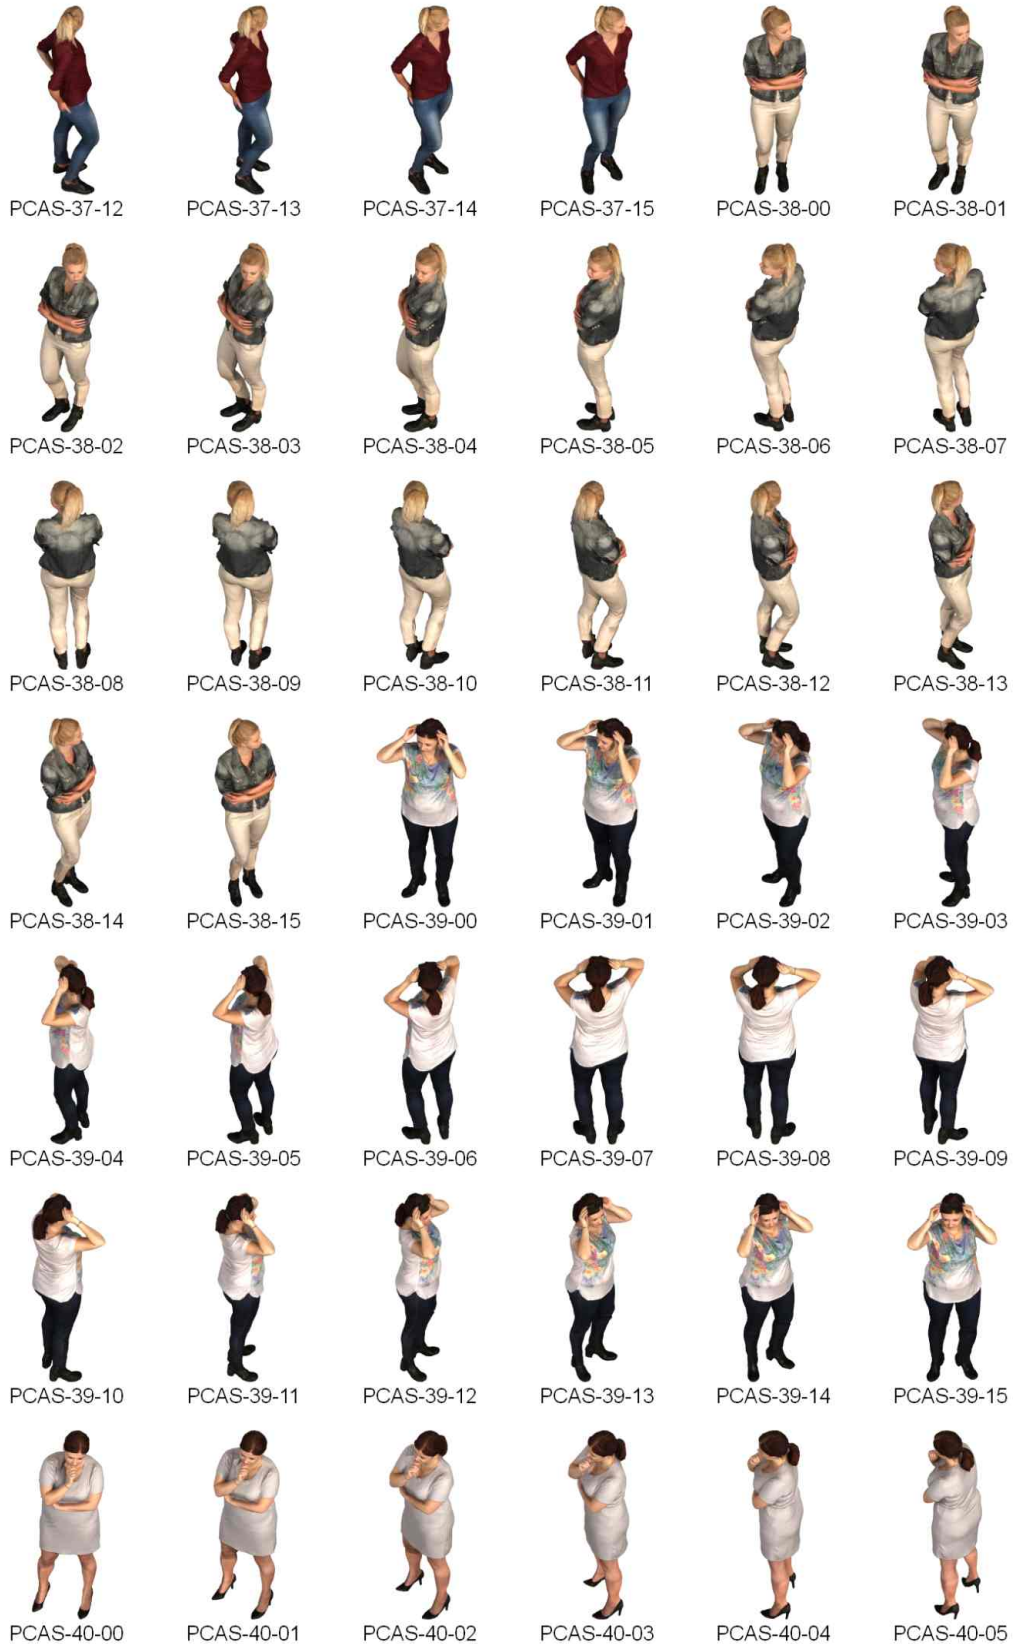 PCAS-37-12 PCAS-37-13 PCAS-37-14 PCAS-37-15 PCAS-38-00 PCAS-38-01
PCAS-38-02 PCAS-38-03 PCAS-38-04 PCAS-38-05 PCAS-38-06 PCAS-38-07
PCAS-38-08 PCAS-38-09 PCAS-38-10 PCAS-38-11 PCAS-38-12 PCAS-38-13
PCAS-38-14 PCAS-38-15 PCAS-39-00 PCAS-39-01 PCAS-39-02 PCAS-39-03
PCAS-39-04 PCAS-39-05 PCAS-39-06 PCAS-39-07 PCAS-39-08 PCAS-39-09
PCAS-39-10 PCAS-39-11 PCAS-39-12 PCAS-39-13 PCAS-39-14 PCAS-39-15
PCAS-40-00 PCAS-40-01 PCAS-40-02 PCAS-40-03 PCAS-40-04 PCAS-40-05